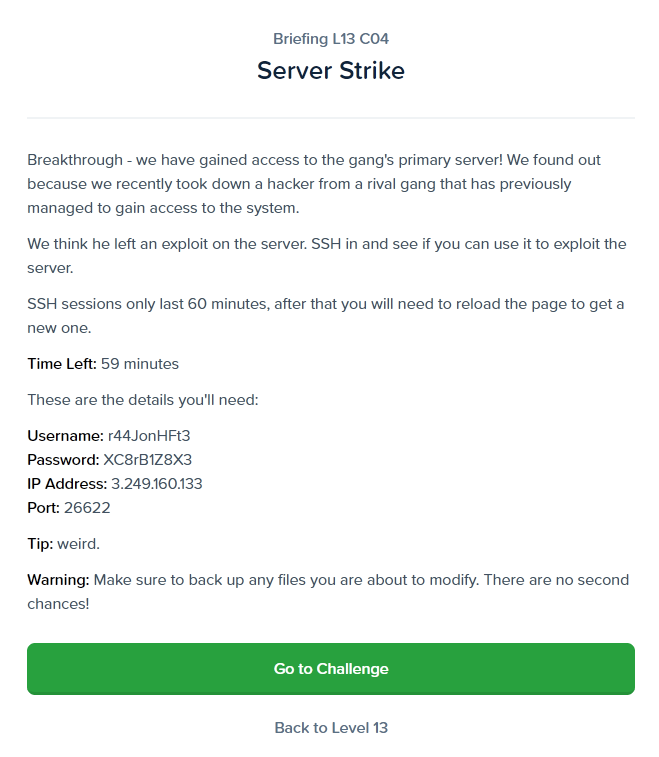 Briefing L13 C04
Server Strike
Breakthrough - we have gained access to the gang's primary server! We found out
because we recently took down a hacker from a rival gang that has previously
managed to gain access to the system.
We think he left an exploit on the server. SSH in and see if you can use it to exploit the
server.
SSH sessions only last 60 minutes, after that you will need to reload the page to get a
new one.
Time Left: 59 minutes
These are the details you'll need:
Username: r44JonHFt3
Password: XC8rB1Z8X3
IP Address: 3.249.160.133
Port: 26622
Tip: weird.
Warning: Make sure to back up any files you are about to modify. There are no second
chances!
Go to Challenge
Back to Level 13